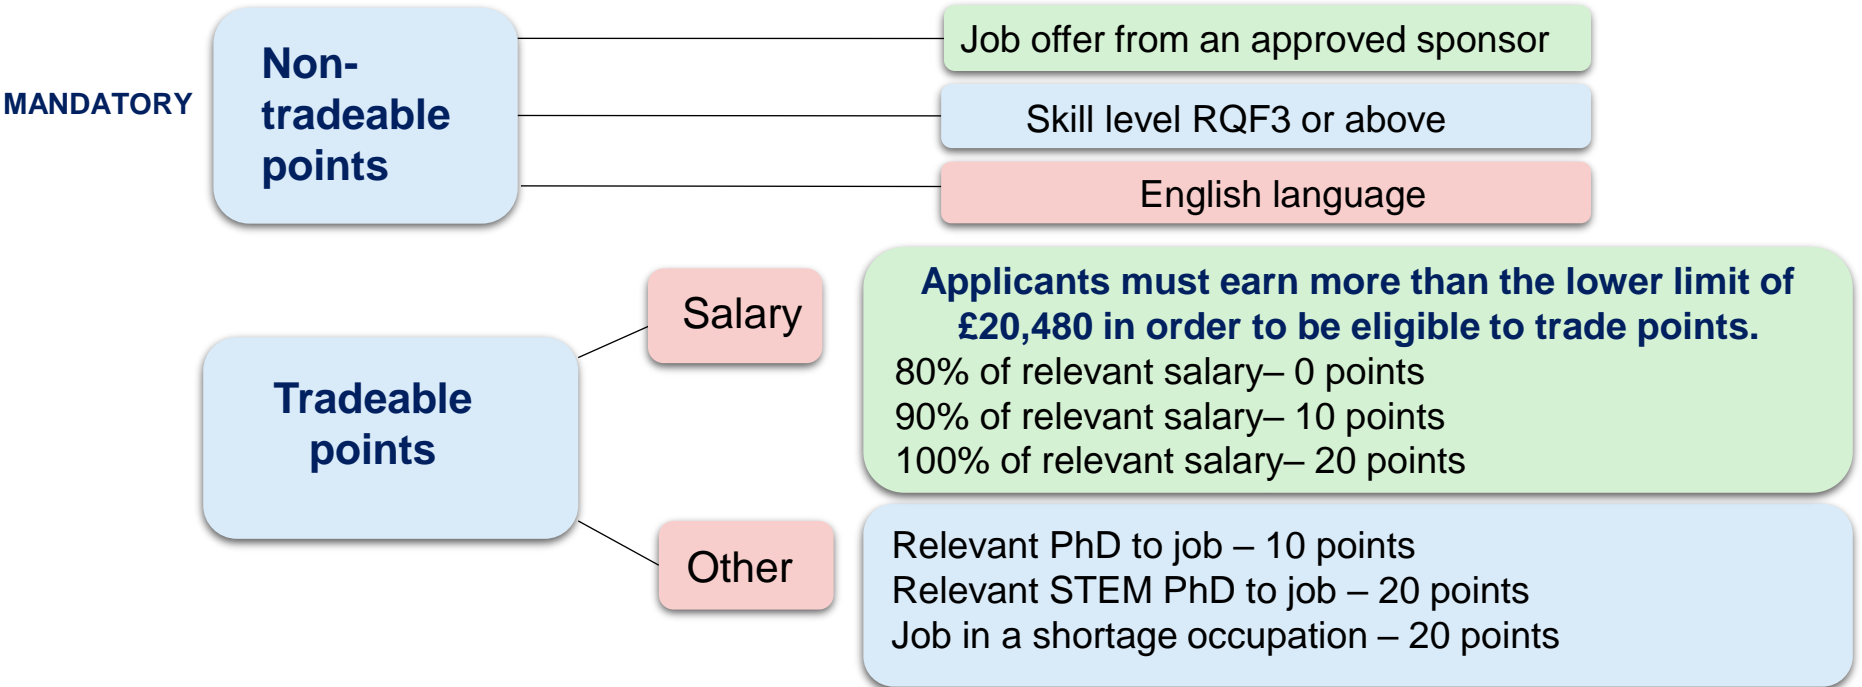 MANDATORY
Non-
tradeable
points
Job offer from an approved sponsor
Skill level RQF3 or above
English language
Tradeable
points
Salary
Applicants must earn more than the lower limit of
£20,480 in order to be eligible to trade points.
80% of relevant salary– 0 points
90% of relevant salary– 10 points
100% of relevant salary– 20 points
Other
Relevant PhD to job – 10 points
Relevant STEM PhD to job – 20 points
Job in a shortage occupation – 20 points